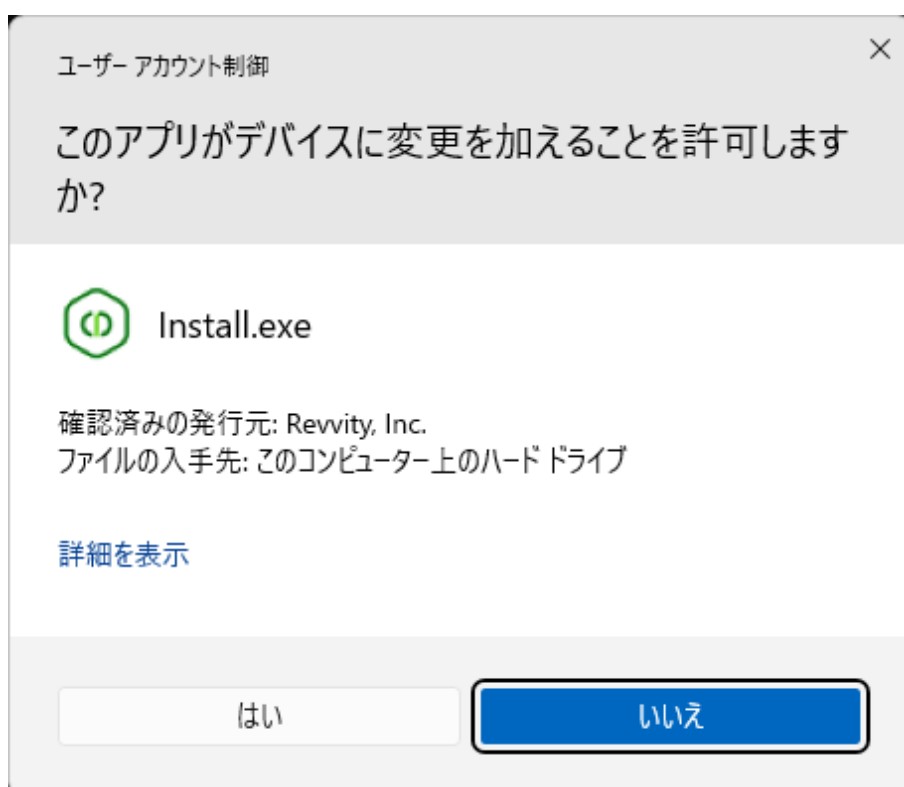 ユーザー アカウント制御
このアプリがデバイスに変更を加えることを許可します
か?
Install.exe
確認済みの発行元: Revvity, Inc.
ファイルの入手先: このコンピューター上のハード ドライブ
詳細を表示
はい
いいえ